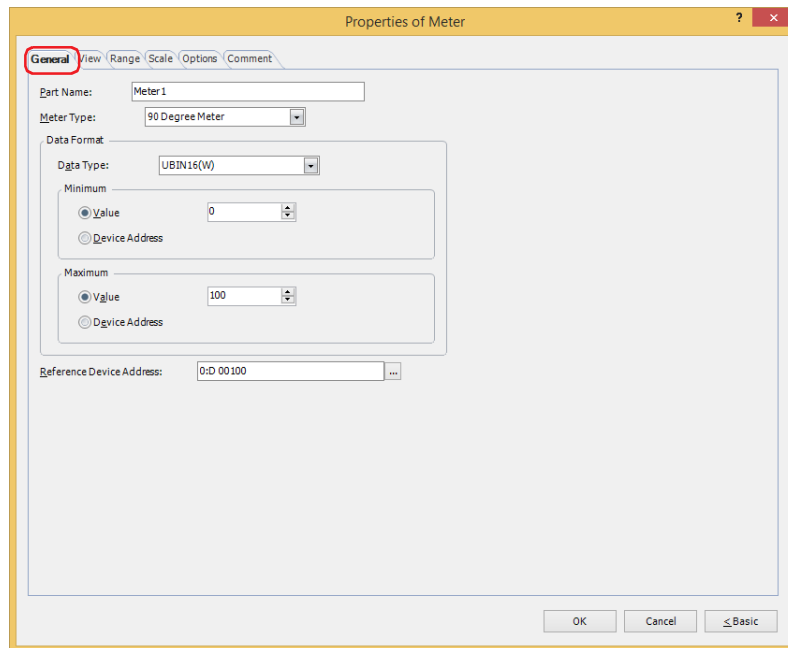 Properties of Meter ? ×
General View Range Scale Options Comment
Part Name: Meter1
Meter Type: 90 Degree Meter
Data Format
Data Type: UBIN16(W)
Minimum
Value 0
Device Address
Maximum
Value 100
Device Address
Reference Device Address: 0:D 00100 ...
OK Cancel < Basic